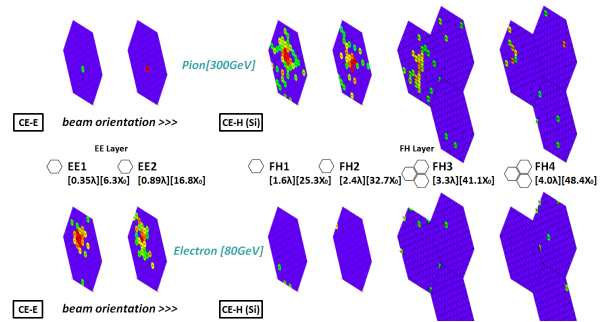 Pion[300GeV]
CE-E
beam orientation >>>
CE-H (Si)
EE Layer
FH Layer
EE1
[0.35λ][6.3X₀]
EE2
[0.89λ][16.8X₀]
FH1
[1.6λ][25.3X₀]
FH2
[2.4λ][32.7X₀]
FH3
[3.3λ][41.1X₀]
FH4
[4.0λ][48.4X₀]
Electron [80GeV]
CE-E
beam orientation >>>
CE-H (Si)